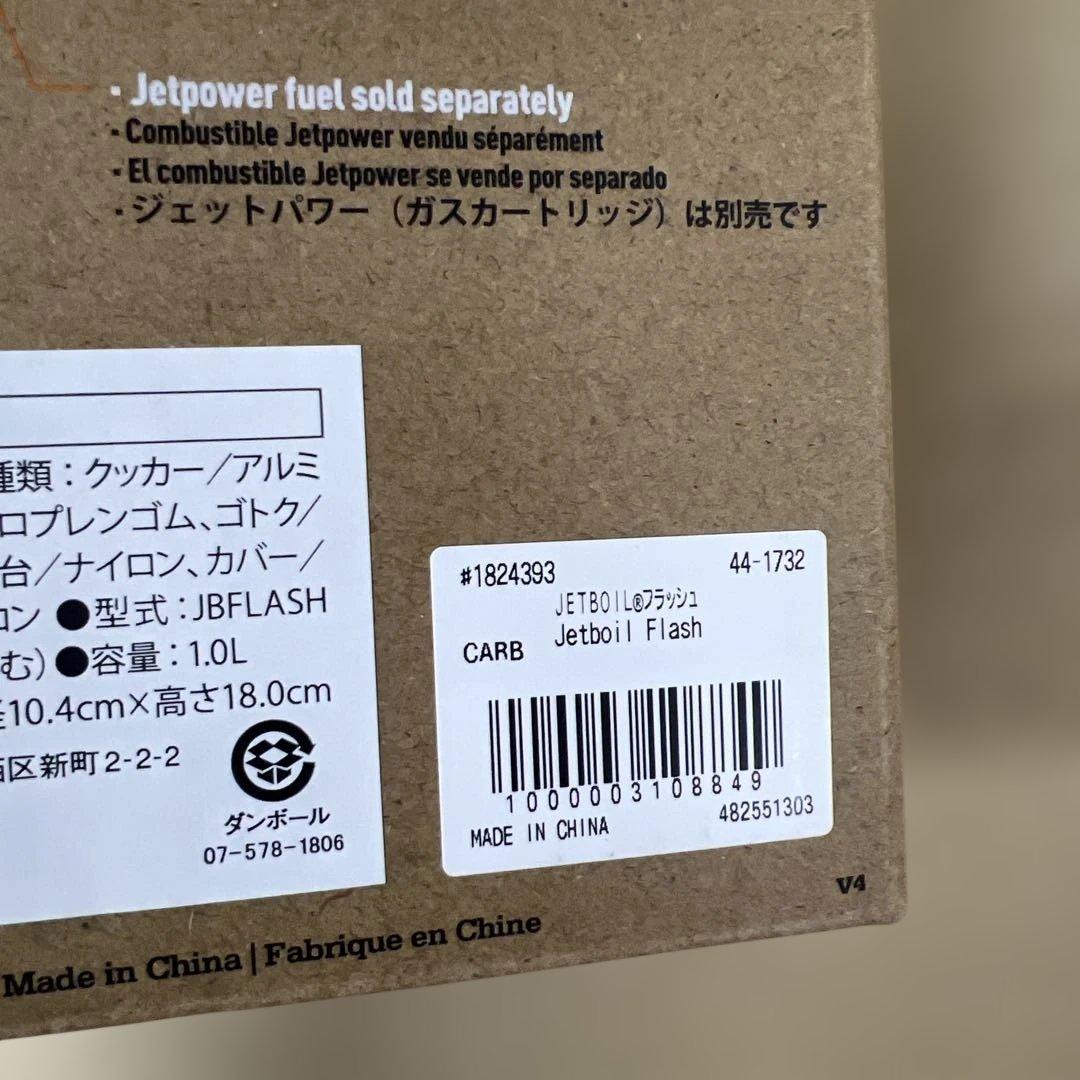 · Jetpower fuel sold separately
· Combustible Jetpower vendu séparément
· El combustible Jetpower se vende por separado
· ジェットパワー（ガスカートリッジ）は別売です
種類：クッカー／アルミ
ロプレンゴム、ゴトク／
台／ナイロン、カバー／
ロン ●型式：JBFLASH
む）●容量：1.0L
10.4cm×高さ18.0cm
西区新町2-2-2
ダンボール
07-578-1806
#1824393 44-1732
JETBOIL®フラッシュ
CARB Jetboil Flash
1000003108849
MADE IN CHINA 482551303
V4
Made in China | Fabrique en Chine